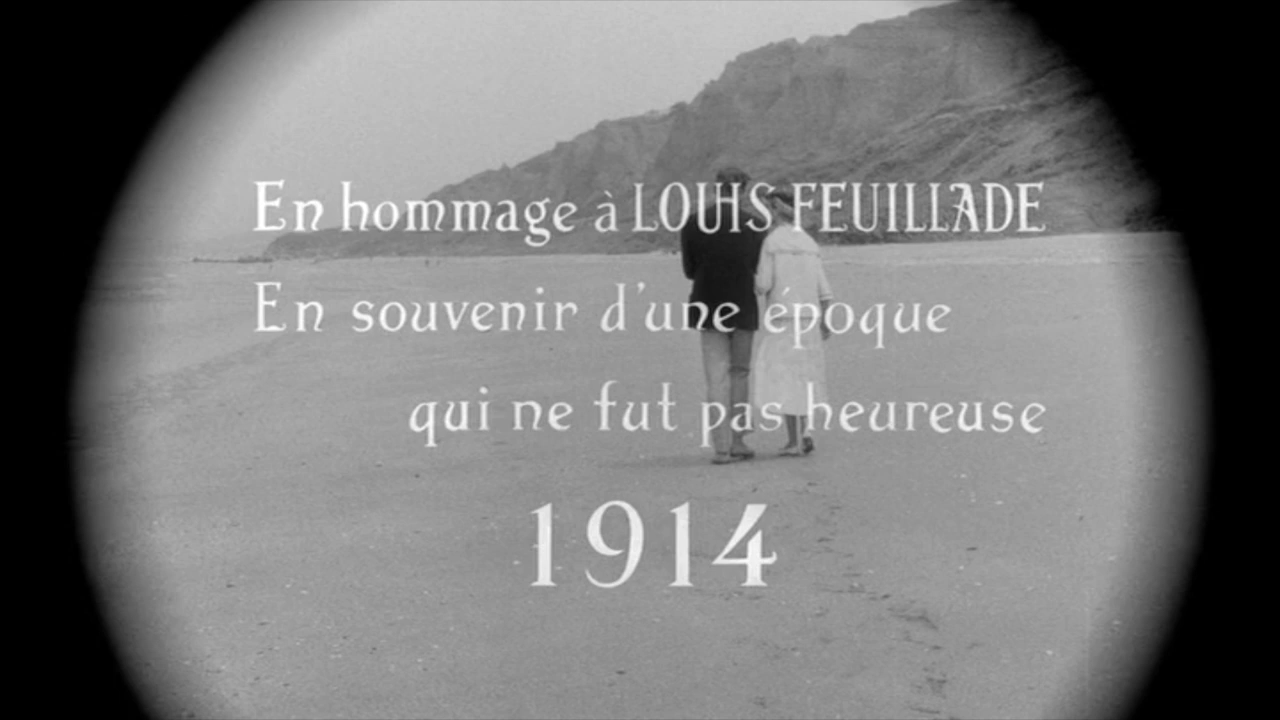 En hommage à LOUIS FEUILLADE
En souvenir d'une époque
qui ne fut pas heureuse
1914